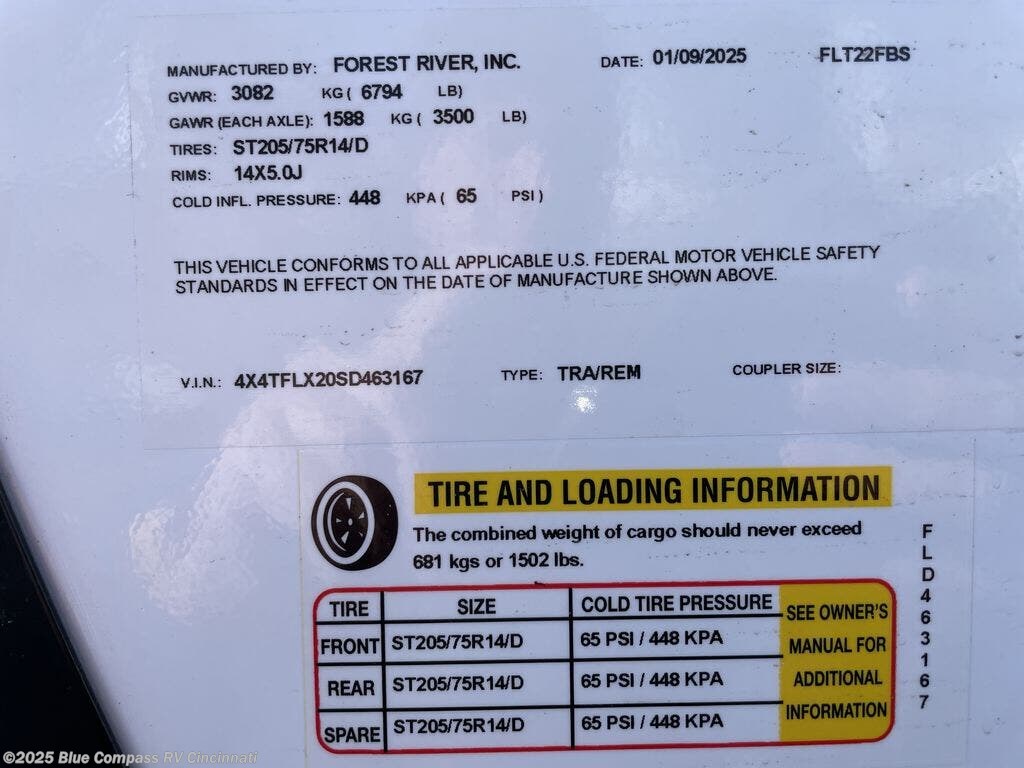 MANUFACTURED BY: FOREST RIVER, INC. DATE: 01/09/2025 FLT22FBS
GVWR: 3082 KG ( 6794 LB)
GAWR (EACH AXLE): 1588 KG ( 3500 LB)
TIRES: ST205/75R14/D
RIMS: 14X5.0J
COLD INFL. PRESSURE: 448 KPA ( 65 PSI )
THIS VEHICLE CONFORMS TO ALL APPLICABLE U.S. FEDERAL MOTOR VEHICLE SAFETY
STANDARDS IN EFFECT ON THE DATE OF MANUFACTURE SHOWN ABOVE.
V.I.N.: 4X4TFLX20SD463167 TYPE: TRA/REM COUPLER SIZE:
TIRE AND LOADING INFORMATION
The combined weight of cargo should never exceed
681 kgs or 1502 lbs.
TIRE SIZE COLD TIRE PRESSURE
FRONT ST205/75R14/D 65 PSI / 448 KPA
REAR ST205/75R14/D 65 PSI / 448 KPA
SPARE ST205/75R14/D 65 PSI / 448 KPA
SEE OWNER'S
MANUAL FOR
ADDITIONAL
INFORMATION
FLD463167
©2025 Blue Compass RV Cincinnati